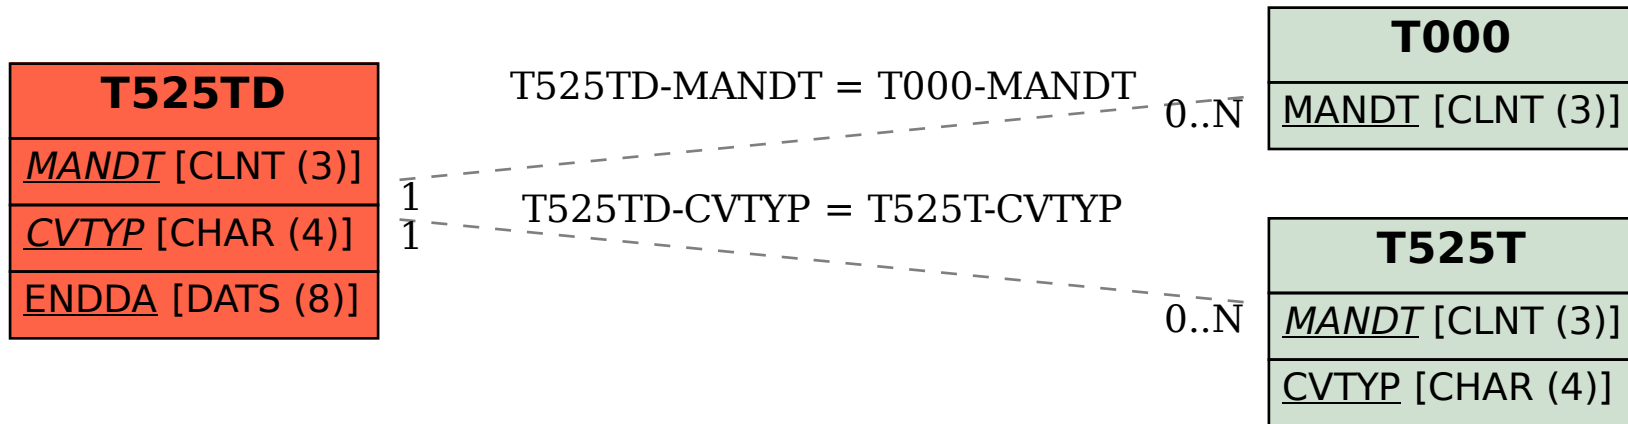 T525TD
MANDT [CLNT (3)]
CVTYP [CHAR (4)]
ENDDA [DATS (8)]
T525TD-MANDT = T000-MANDT
0..N
1
T525TD-CVTYP = T525T-CVTYP
1
0..N
T000
MANDT [CLNT (3)]
T525T
MANDT [CLNT (3)]
CVTYP [CHAR (4)]